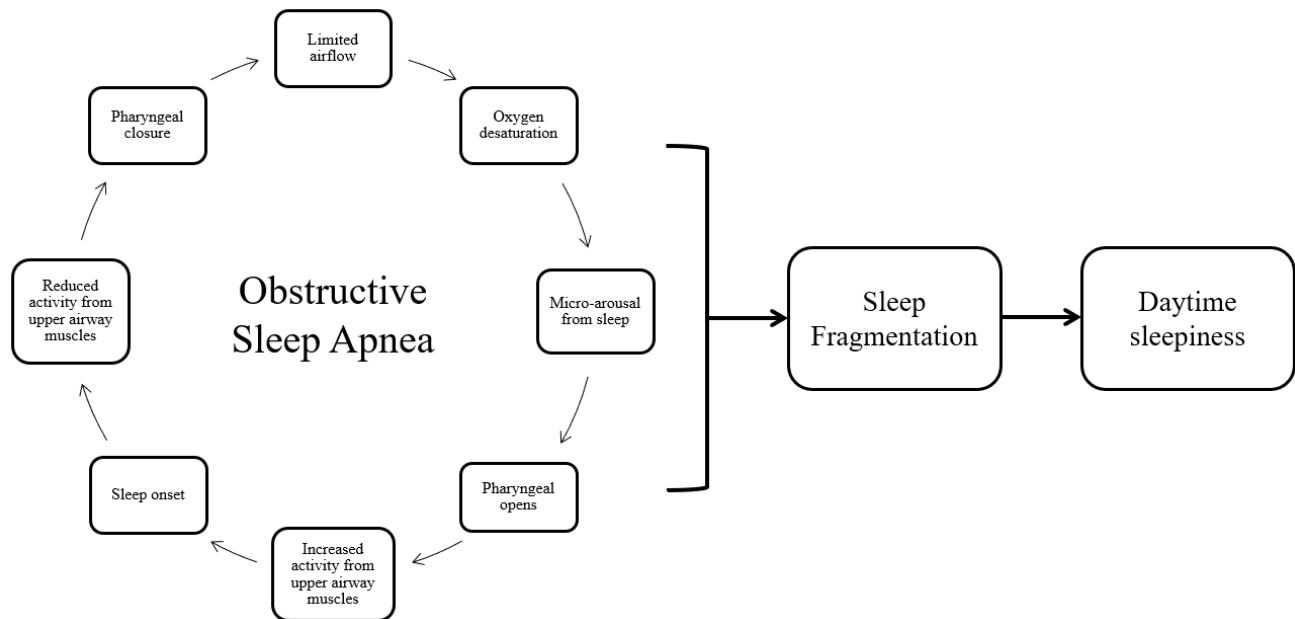 Limited
airflow
Oxygen
desaturation
Micro-arousal
from sleep
Pharyngeal
opens
Increased
activity from
upper airway
muscles
Sleep onset
Reduced
activity from
upper airway
muscles
Pharyngeal
closure
Obstructive
Sleep Apnea
Sleep
Fragmentation
Daytime
sleepiness